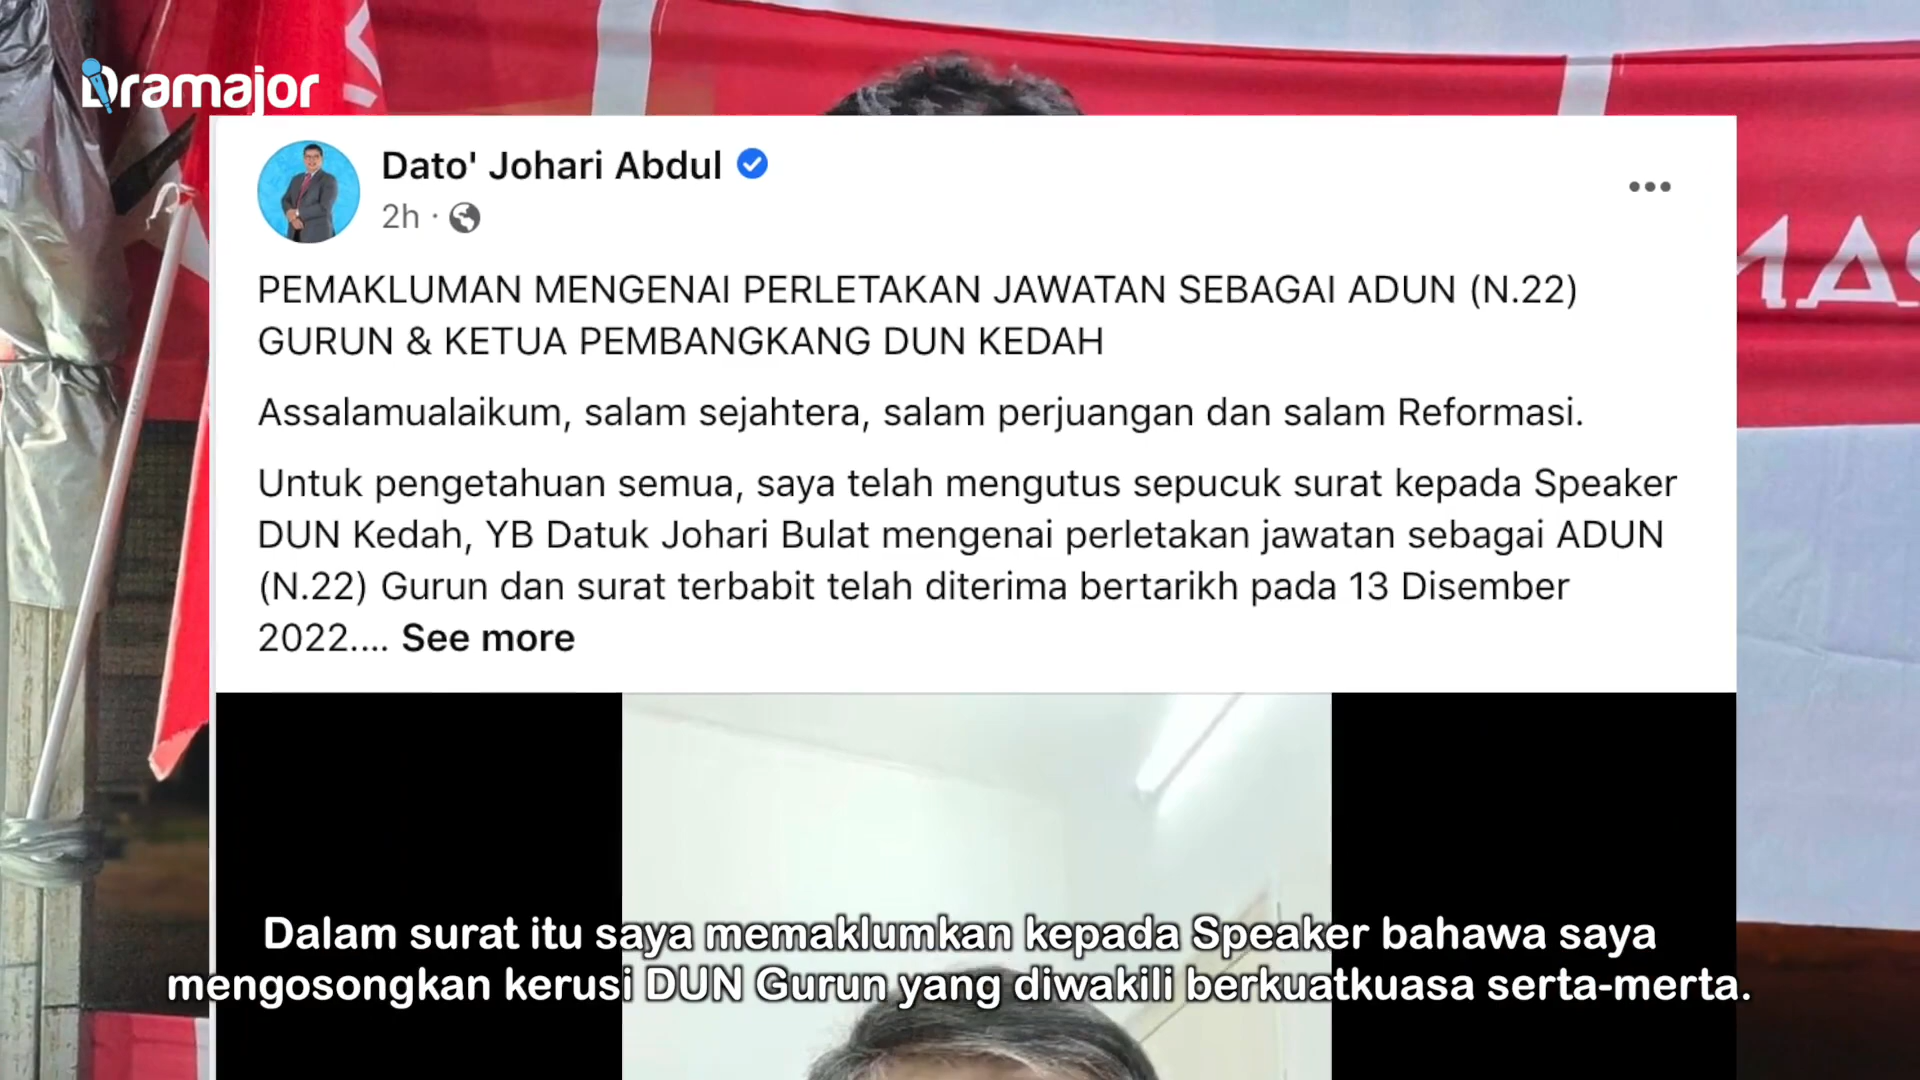 Dramajor
Dato' Johari Abdul
2h ·
PEMAKLUMAN MENGENAI PERLETAKAN JAWATAN SEBAGAI ADUN (N.22)
GURUN & KETUA PEMBANGKANG DUN KEDAH
Assalamualaikum, salam sejahtera, salam perjuangan dan salam Reformasi.
Untuk pengetahuan semua, saya telah mengutus sepucuk surat kepada Speaker
DUN Kedah, YB Datuk Johari Bulat mengenai perletakan jawatan sebagai ADUN
(N.22) Gurun dan surat terbabit telah diterima bertarikh pada 13 Disember
2022.... See more
Dalam surat itu saya memaklumkan kepada Speaker bahawa saya
mengosongkan kerusi DUN Gurun yang diwakili berkuatkuasa serta-merta.